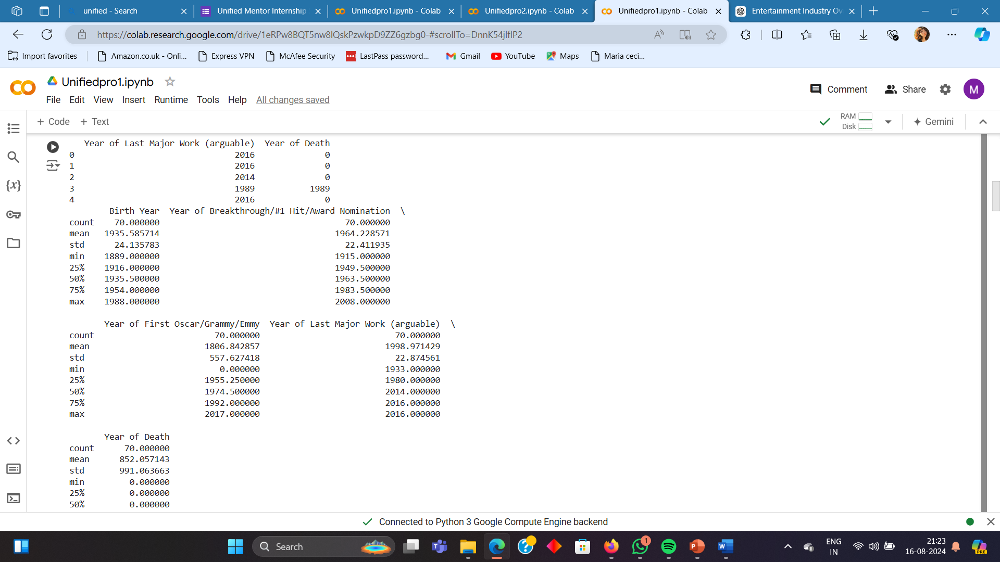 unified - Search
Unified Mentor Internship
Unifiedpro1.ipynb - Colab
Unifiedpro2.ipynb - Colab
Unifiedpro1.ipynb - Colab
Entertainment Industry Ov
https://colab.research.google.com/drive/1eRPw8BQT5nw8lQskPzwkpD9ZZ6gzbg0-#scrollTo=DnnK54jlflP2
Import favorites
Amazon.co.uk - Onli...
Express VPN
McAfee Security
LastPass password...
Gmail
YouTube
Maps
Maria ceci...
Unifiedpro1.ipynb
File Edit View Insert Runtime Tools Help All changes saved
Comment
Share
M
+ Code + Text
RAM
Disk
Gemini
Year of Last Major Work (arguable) Year of Death
0 2016 0
1 2016 0
2 2014 0
3 1989 1989
4 2016 0
Birth Year Year of Breakthrough/#1 Hit/Award Nomination \
count 70.000000 70.000000
mean 1935.585714 1964.228571
std 24.135783 22.411935
min 1889.000000 1915.000000
25% 1916.000000 1949.500000
50% 1935.500000 1963.500000
75% 1954.000000 1983.500000
max 1988.000000 2008.000000
Year of First Oscar/Grammy/Emmy Year of Last Major Work (arguable) \
count 70.000000 70.000000
mean 1806.842857 1998.971429
std 557.627418 22.874561
min 0.000000 1933.000000
25% 1955.250000 1980.000000
50% 1974.500000 2014.000000
75% 1992.000000 2016.000000
max 2017.000000 2016.000000
Year of Death
count 70.000000
mean 852.057143
std 991.063663
min 0.000000
25% 0.000000
50% 0.000000
Connected to Python 3 Google Compute Engine backend
Search
1
ENG
IN
21:23
16-08-2024
PRE